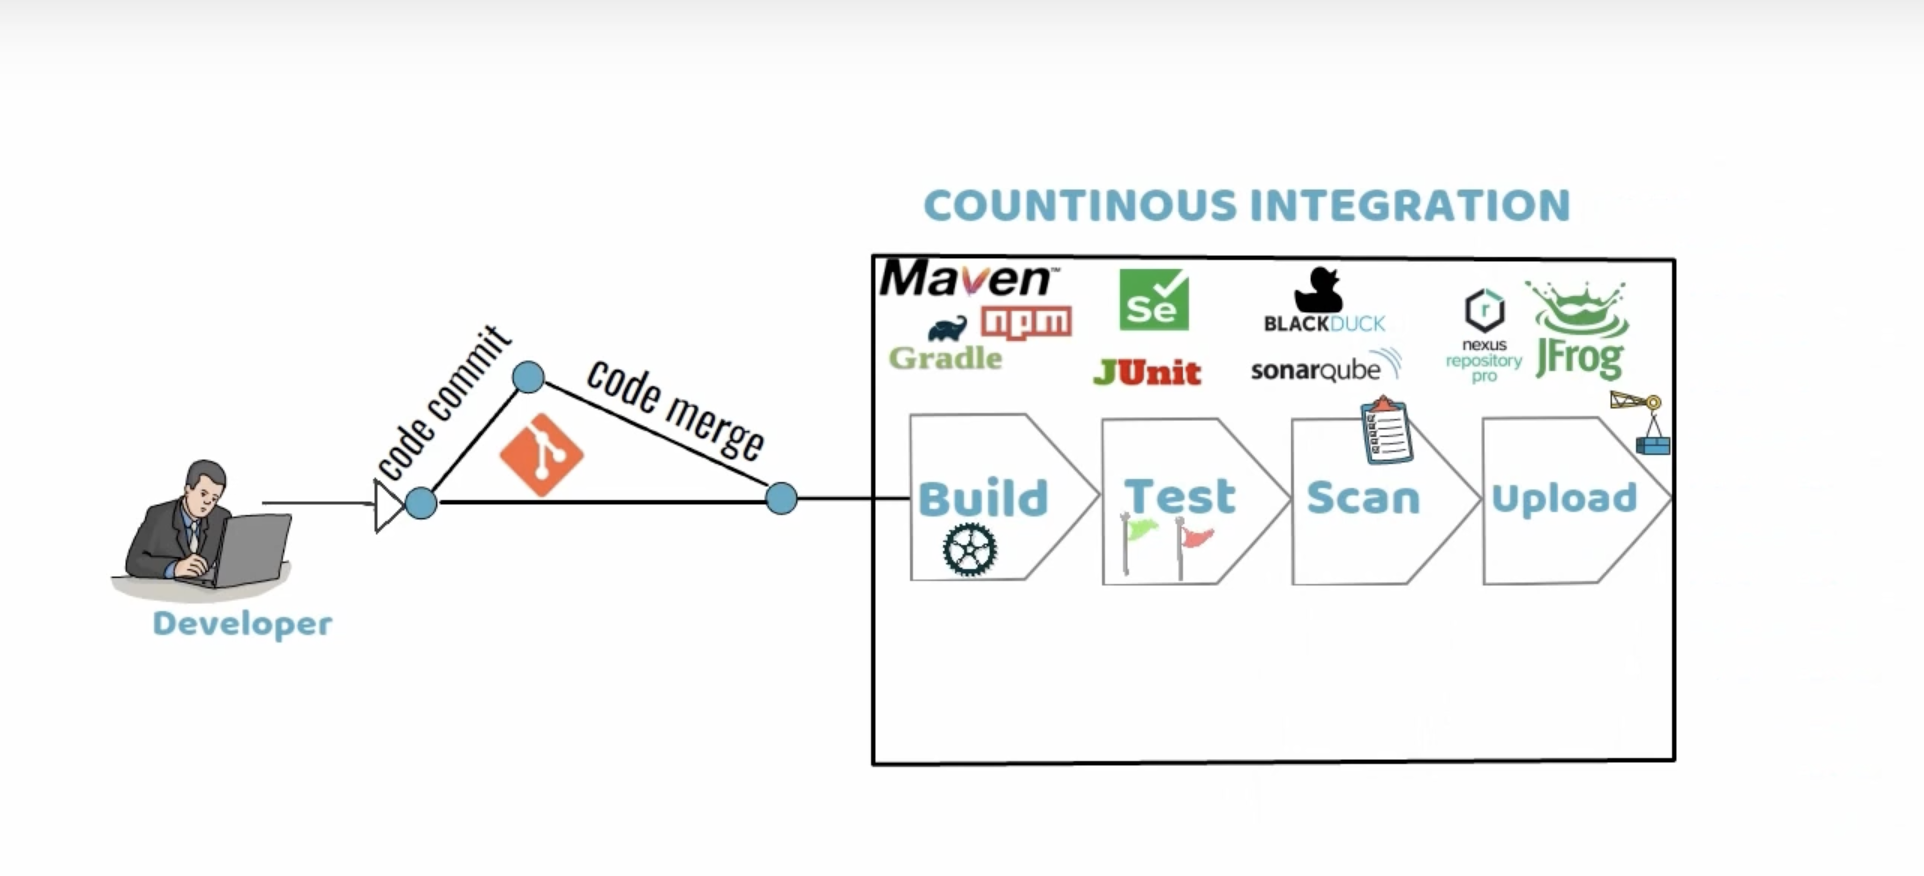 COUNTINOUS INTEGRATION
Maven™
npm
Gradle
Se
JUnit
BLACKDUCK
sonarqube
r
nexus
repository
pro
JFrog
code commit
code merge
Build
Test
Scan
Upload
Developer